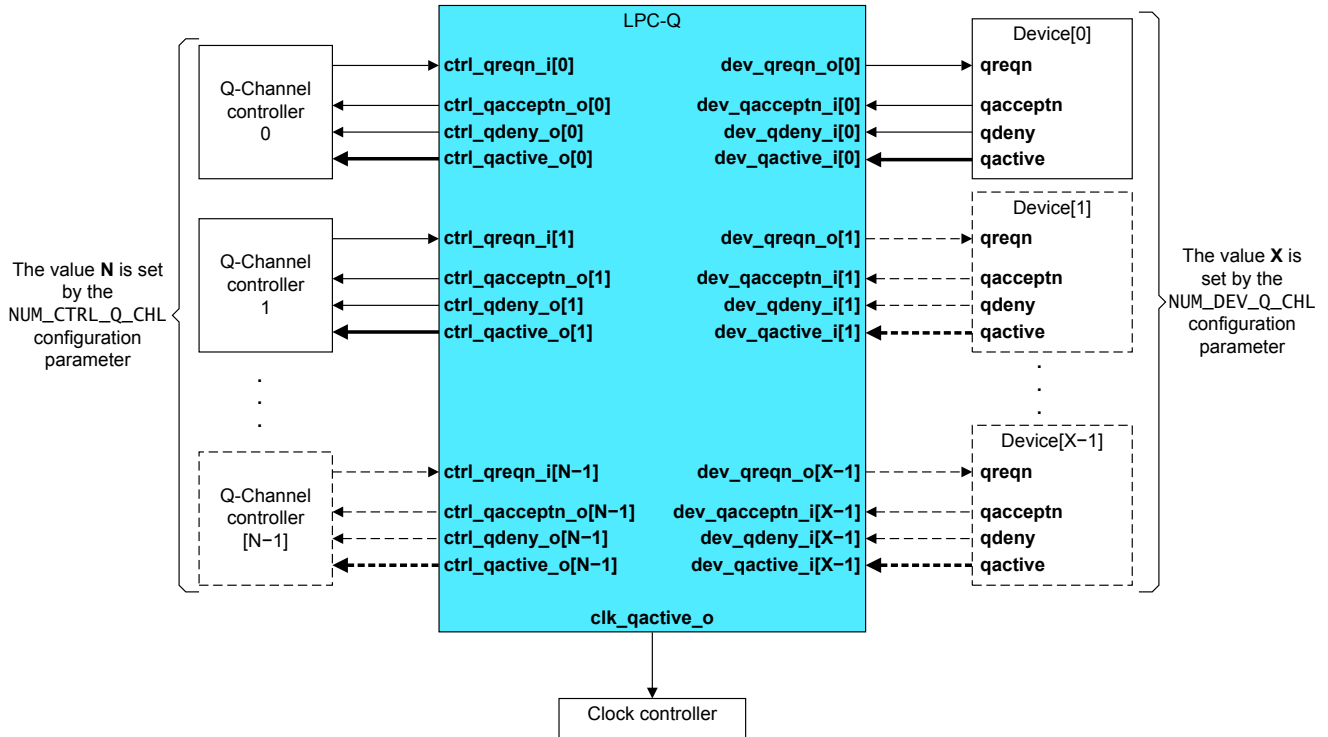 LPC-Q
The value N is set
by the
NUM_CTRL_Q_CHL
configuration
parameter
Q-Channel
controller
0
ctrl_qreqn_i[0]
ctrl_qacceptn_o[0]
ctrl_qdeny_o[0]
ctrl_qactive_o[0]
dev_qreqn_o[0]
dev_qacceptn_i[0]
dev_qdeny_i[0]
dev_qactive_i[0]
Device[0]
qreqn
qacceptn
qdeny
qactive
Q-Channel
controller
1
ctrl_qreqn_i[1]
ctrl_qacceptn_o[1]
ctrl_qdeny_o[1]
ctrl_qactive_o[1]
dev_qreqn_o[1]
dev_qacceptn_i[1]
dev_qdeny_i[1]
dev_qactive_i[1]
Device[1]
qreqn
qacceptn
qdeny
qactive
The value X is
set by the
NUM_DEV_Q_CHL
configuration
parameter
.
.
.
.
.
.
Q-Channel
controller
[N−1]
ctrl_qreqn_i[N−1]
ctrl_qacceptn_o[N−1]
ctrl_qdeny_o[N−1]
ctrl_qactive_o[N−1]
dev_qreqn_o[X−1]
dev_qacceptn_i[X−1]
dev_qdeny_i[X−1]
dev_qactive_i[X−1]
Device[X−1]
qreqn
qacceptn
qdeny
qactive
clk_qactive_o
Clock controller